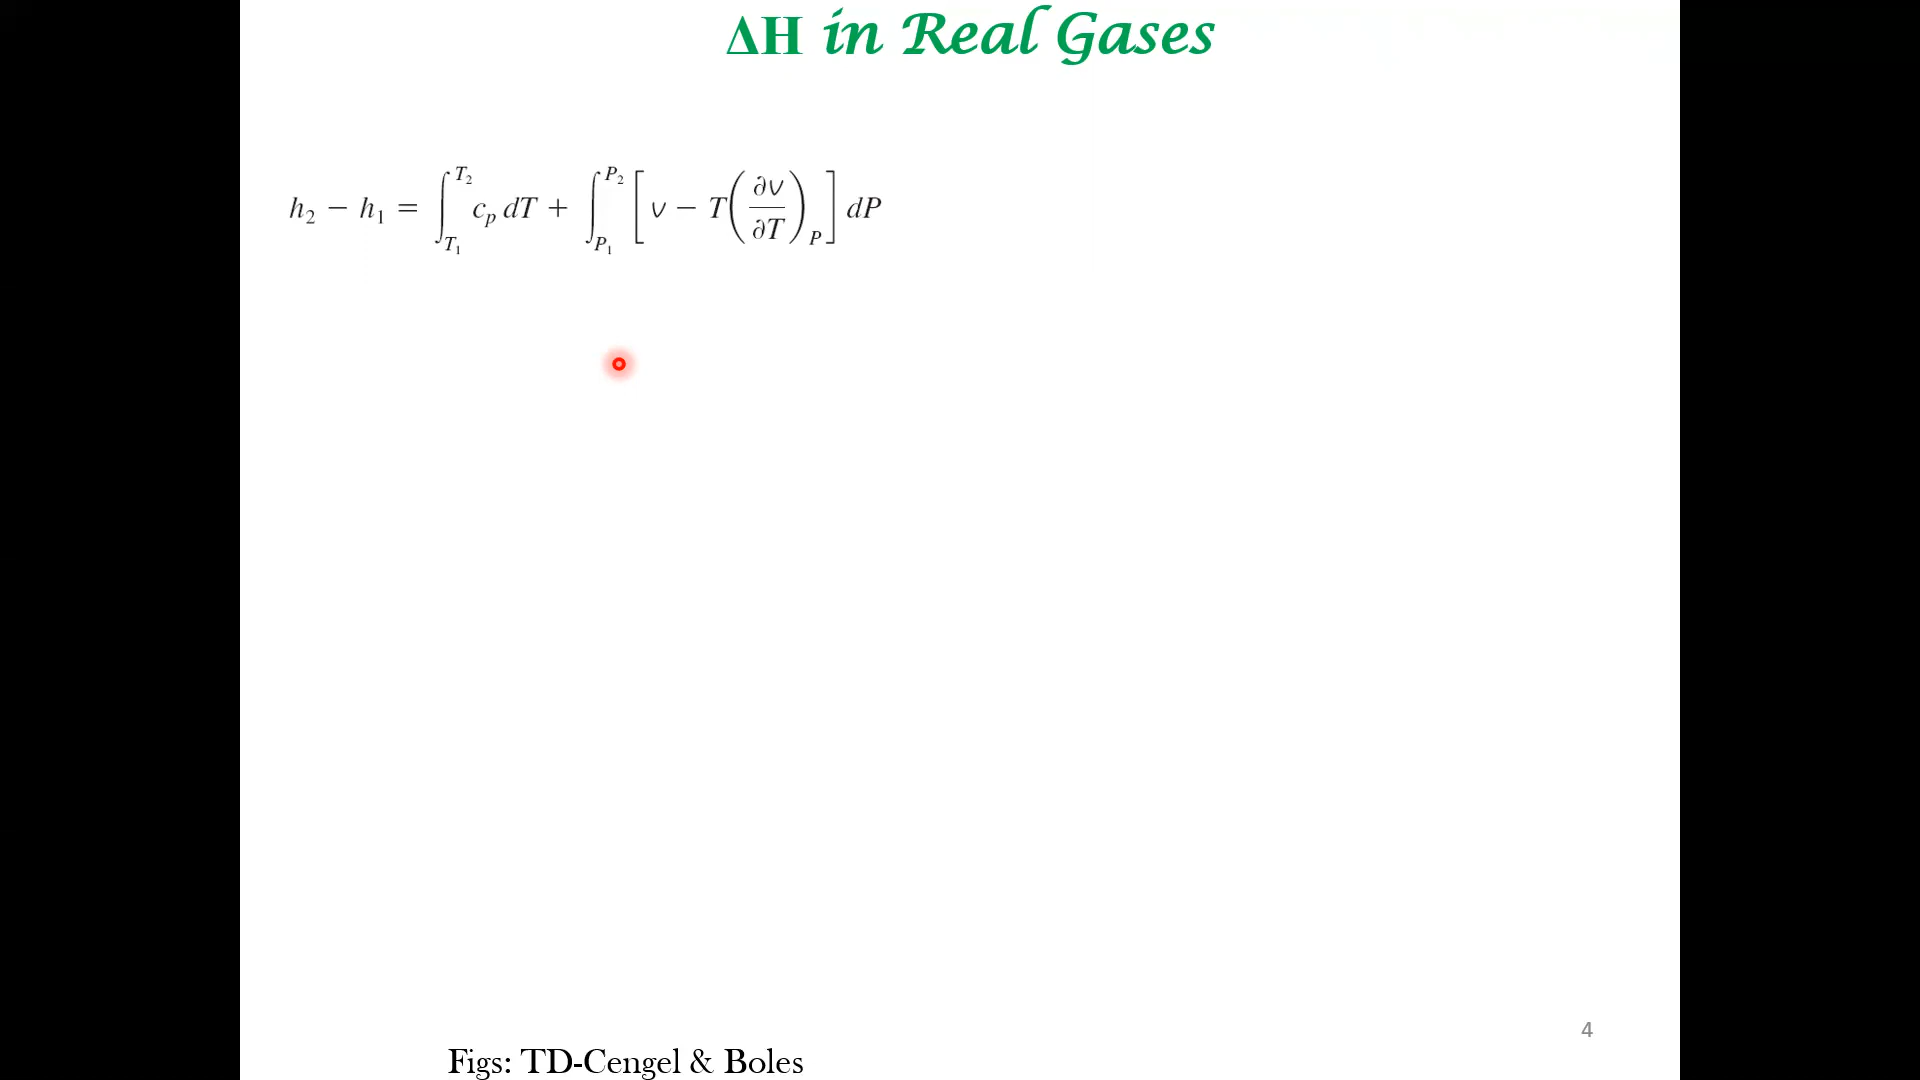 ΔH in Real Gases
h₂ − h₁ = ∫_{T₁}^{T₂} c_p dT + ∫_{P₁}^{P₂} [v − T(∂v/∂T)_P] dP
4
Figs: TD-Cengel & Boles